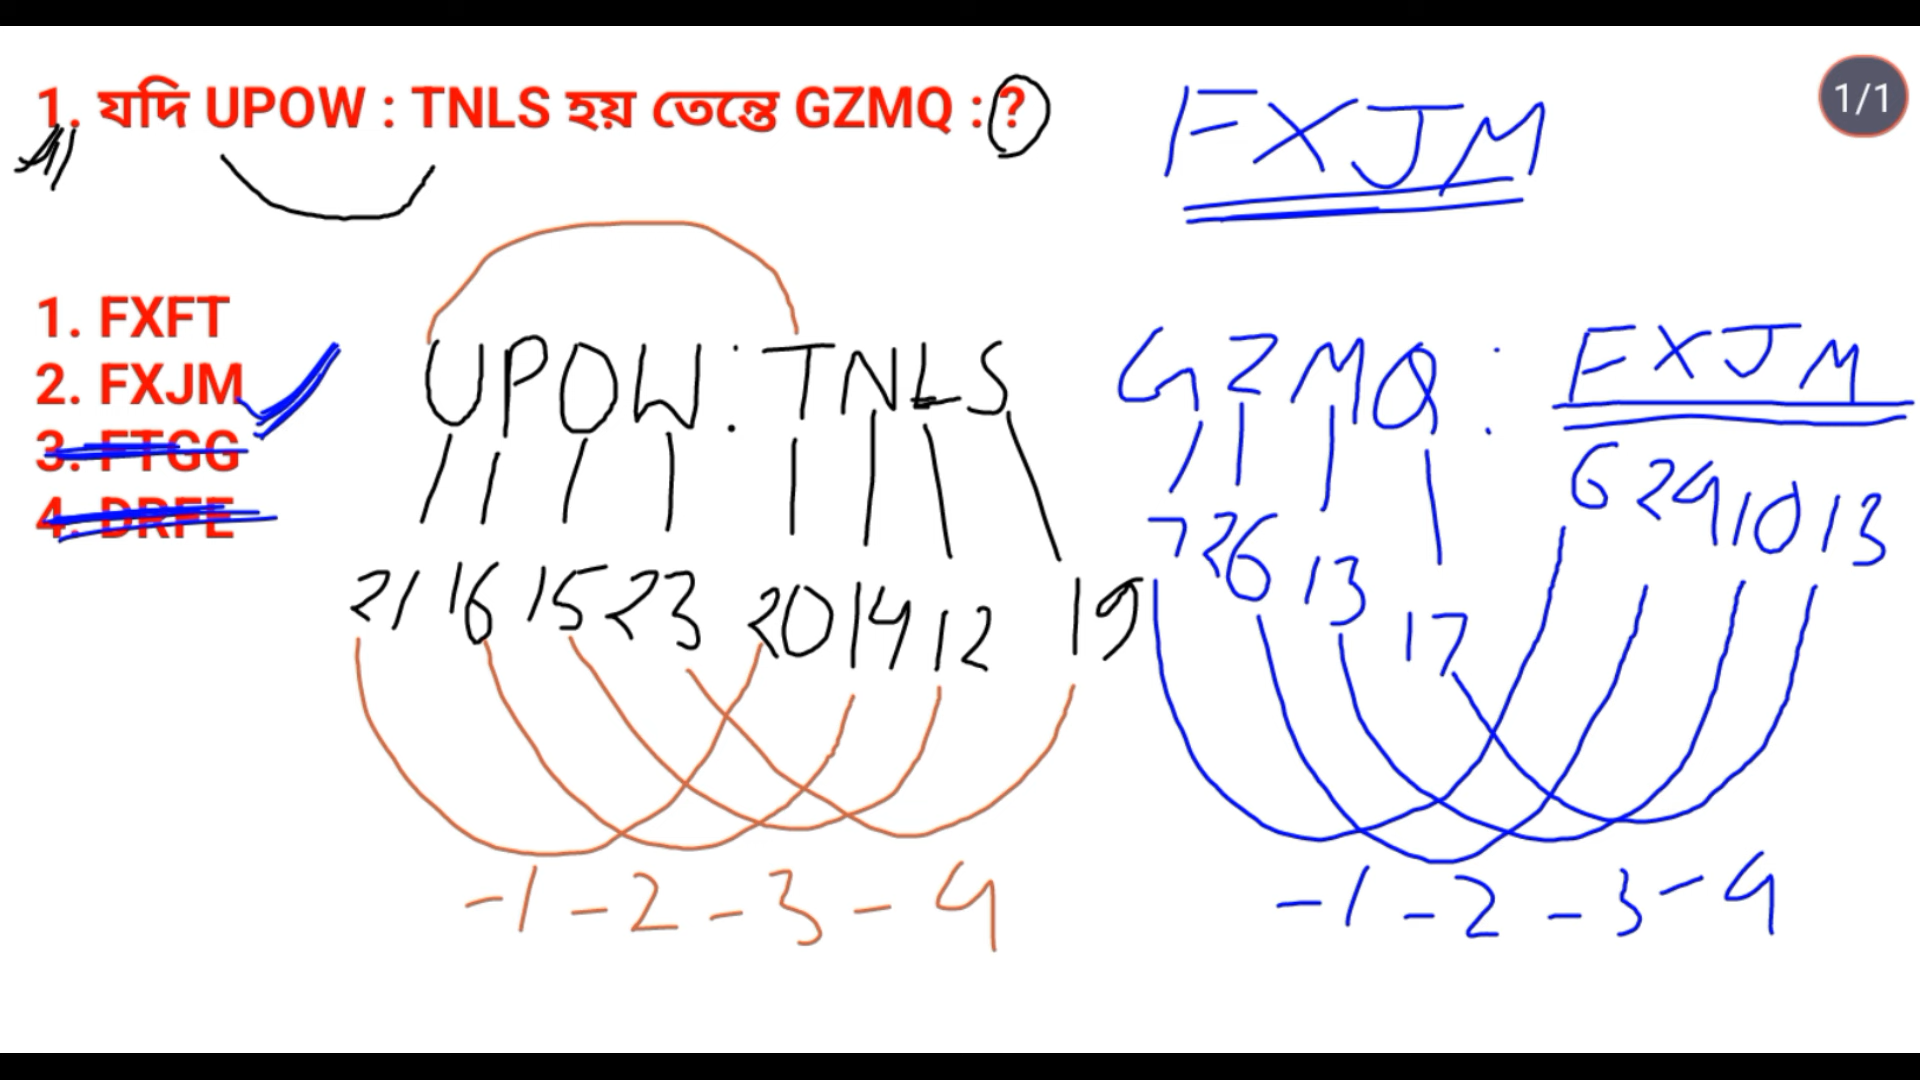 1. যদি UPOW : TNLS হয় তেন্তে GZMQ : ?
FXJM
1/1
1. FXFT
2. FXJM
3. FTGG
4. DRFE
UPOW : TNLS
GZMQ : FXJM
21 16 15 23 20 14 12 19
7 26 13 17
6 24 10 13
-1 -2 -3 -4
-1 -2 -3 -4